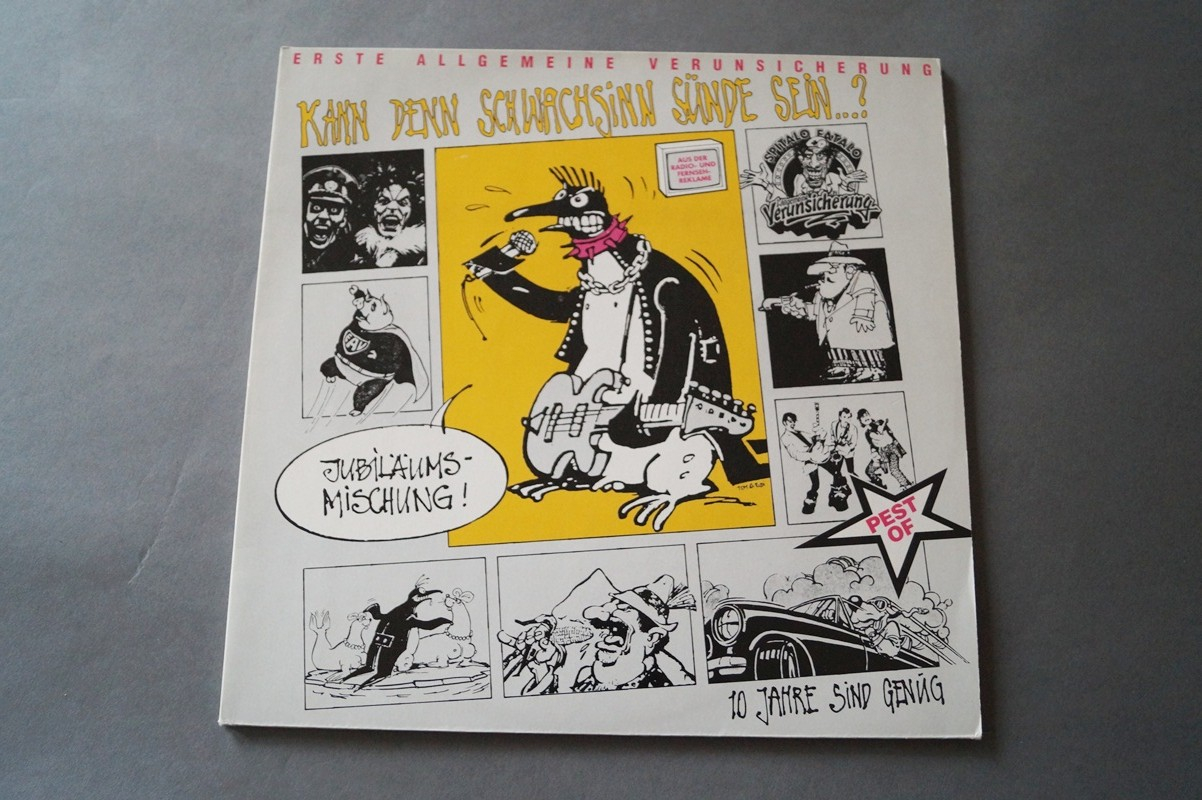 ERSTE ALLGEMEINE VERUNSICHERUNG
KANN DENN SCHWACHSINN SÜNDE SEIN...?
AUS DER
RADIO- UND
FERNSEH-
REKLAME
SPITALO FATALO
Verunsicherung
EAV
JUBILÄUMS-
MISCHUNG!
PEST
OF
10 JAHRE SIND GENUG